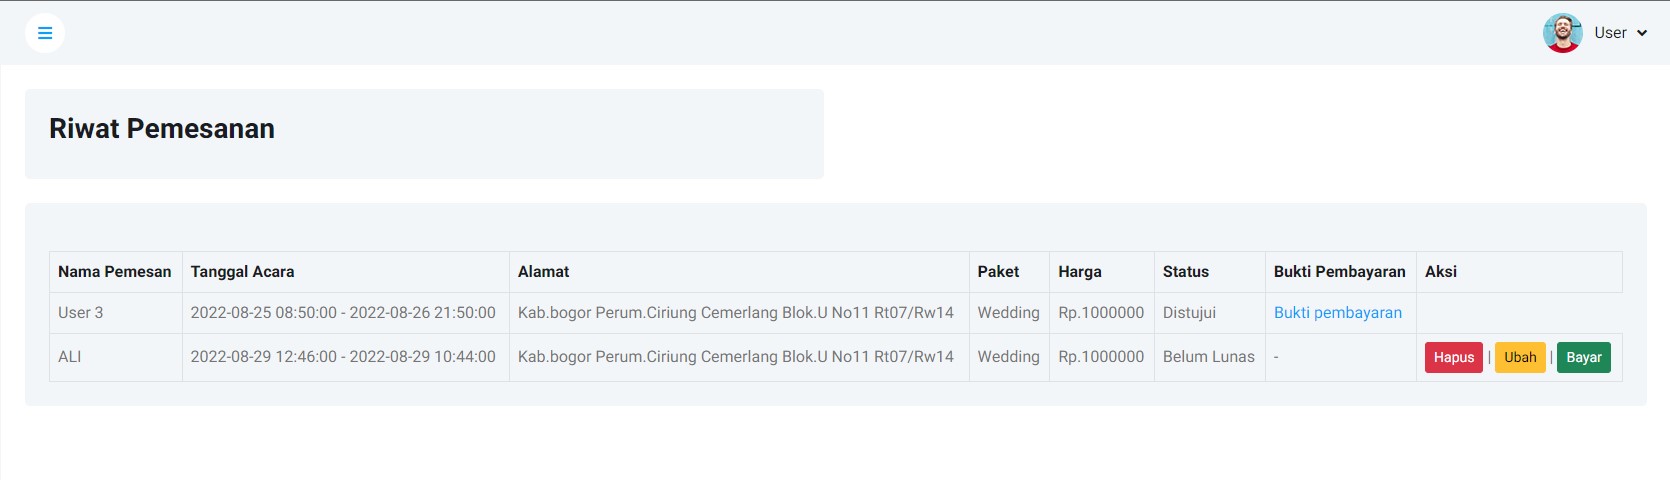 User
Riwat Pemesanan
Nama Pemesan Tanggal Acara Alamat Paket Harga Status Bukti Pembayaran Aksi
User 3 2022-08-25 08:50:00 - 2022-08-26 21:50:00 Kab.bogor Perum.Ciriung Cemerlang Blok.U No11 Rt07/Rw14 Wedding Rp.1000000 Distujui Bukti pembayaran
ALI 2022-08-29 12:46:00 - 2022-08-29 10:44:00 Kab.bogor Perum.Ciriung Cemerlang Blok.U No11 Rt07/Rw14 Wedding Rp.1000000 Belum Lunas - Hapus | Ubah | Bayar